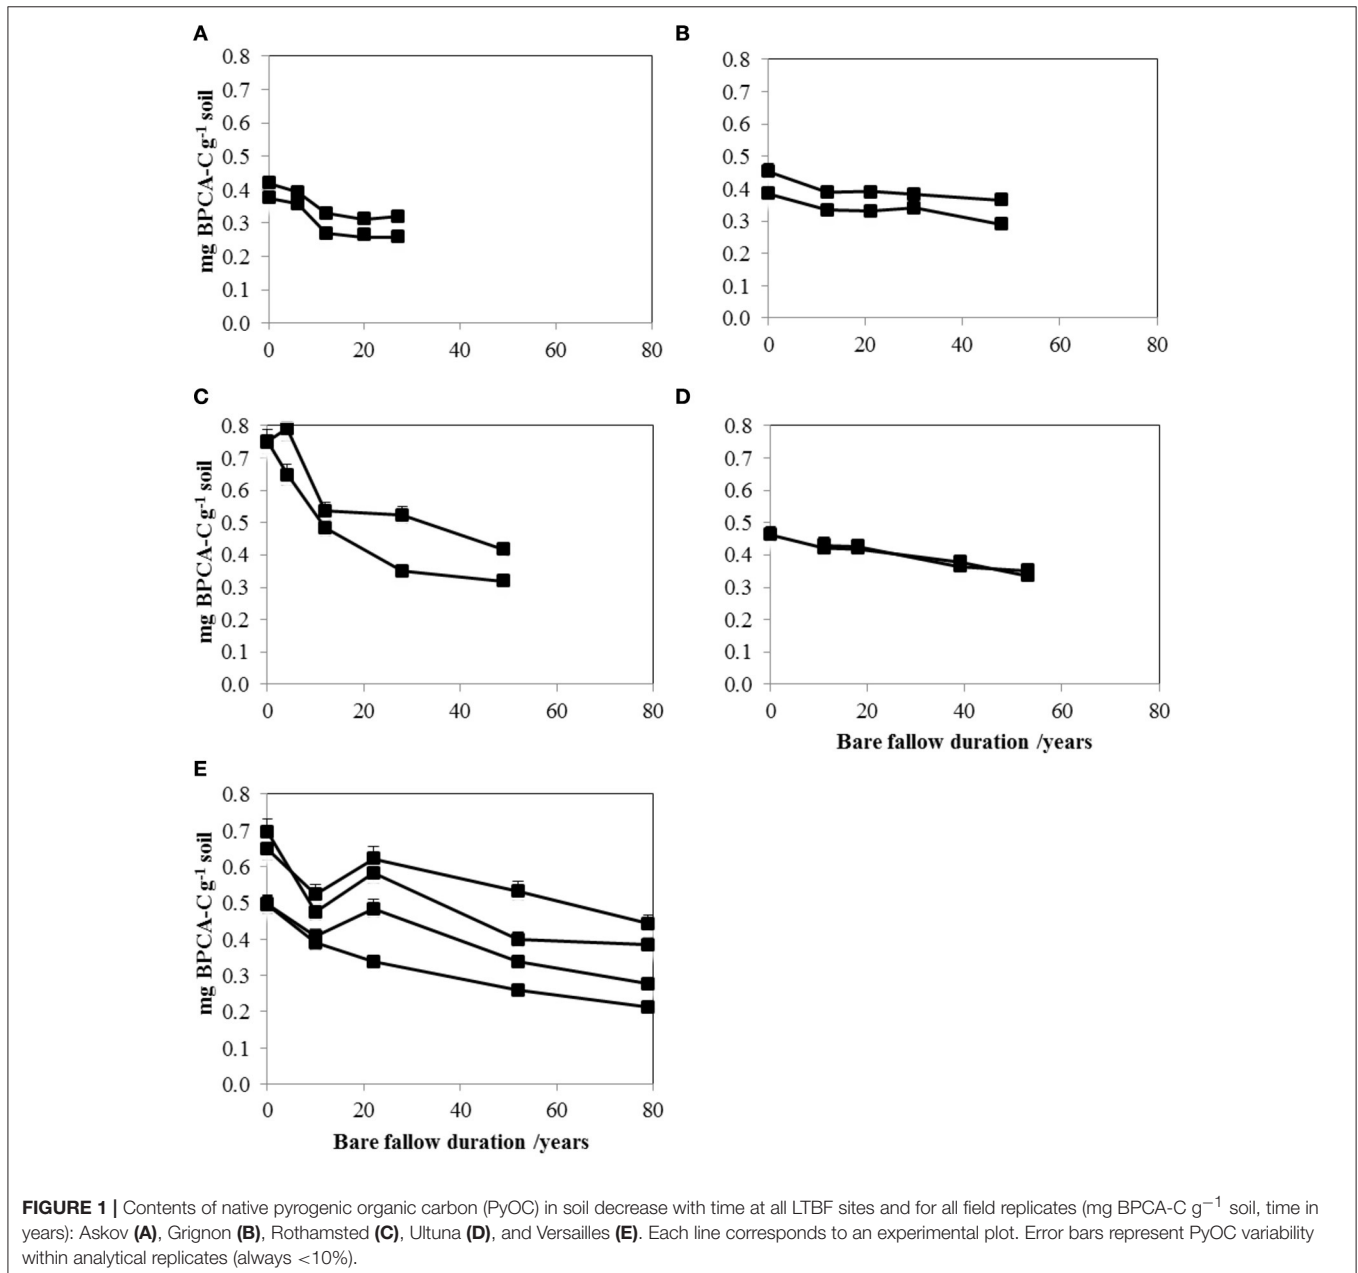 A
0.8
0.7
0.6
0.5
0.4
0.3
0.2
0.1
0.0
mg BPCA-C g-1 soil
0 20 40 60 80
B
0.8
0.7
0.6
0.5
0.4
0.3
0.2
0.1
0.0
0 20 40 60 80
C
0.8
0.7
0.6
0.5
0.4
0.3
0.2
0.1
0.0
mg BPCA-C g-1 soil
0 20 40 60 80
D
0.8
0.7
0.6
0.5
0.4
0.3
0.2
0.1
0.0
0 20 40 60 80
Bare fallow duration /years
E
0.8
0.7
0.6
0.5
0.4
0.3
0.2
0.1
0.0
mg BPCA-C g-1 soil
0 20 40 60 80
Bare fallow duration /years
FIGURE 1 | Contents of native pyrogenic organic carbon (PyOC) in soil decrease with time at all LTBF sites and for all field replicates (mg BPCA-C g−1 soil, time in
years): Askov (A), Grignon (B), Rothamsted (C), Ultuna (D), and Versailles (E). Each line corresponds to an experimental plot. Error bars represent PyOC variability
within analytical replicates (always <10%).